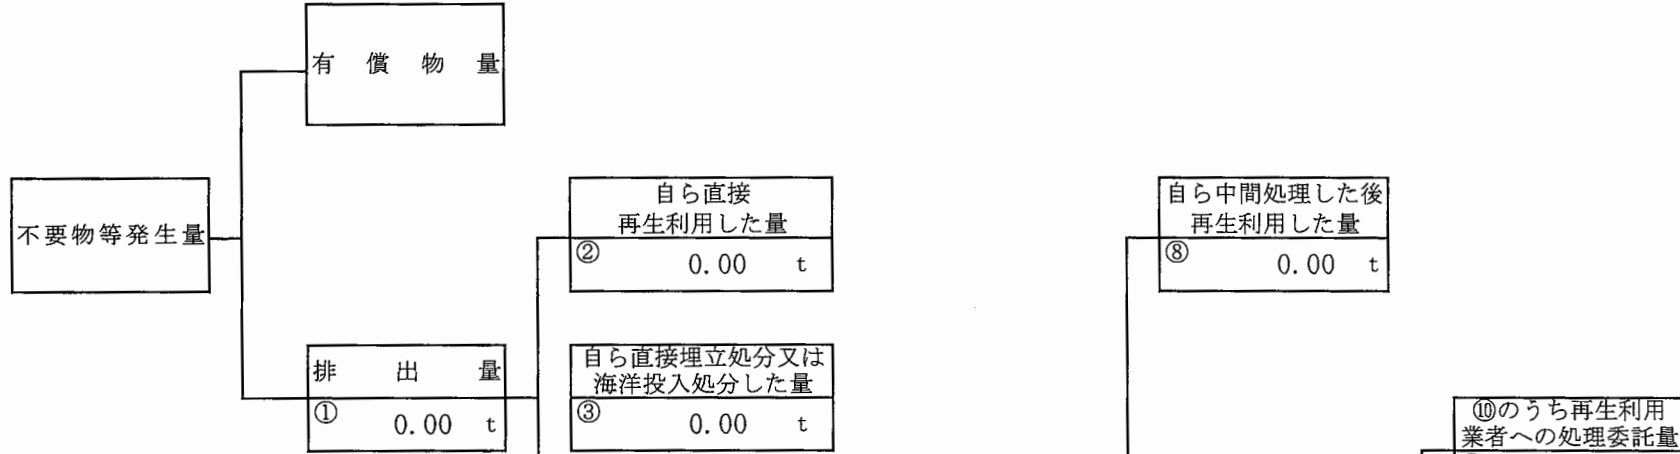 有償物量
不要物等発生量
自ら直接
再生利用した量
② 0.00 t
自ら中間処理した後
再生利用した量
⑧ 0.00 t
排出量
① 0.00 t
自ら直接埋立処分又は
海洋投入処分した量
③ 0.00 t
⑩のうち再生利用
業者への処理委託量